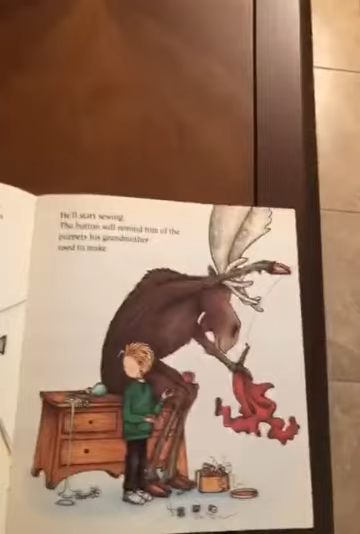 He'll start sewing.
The button will remind him of the
puppets his grandmother
used to make.